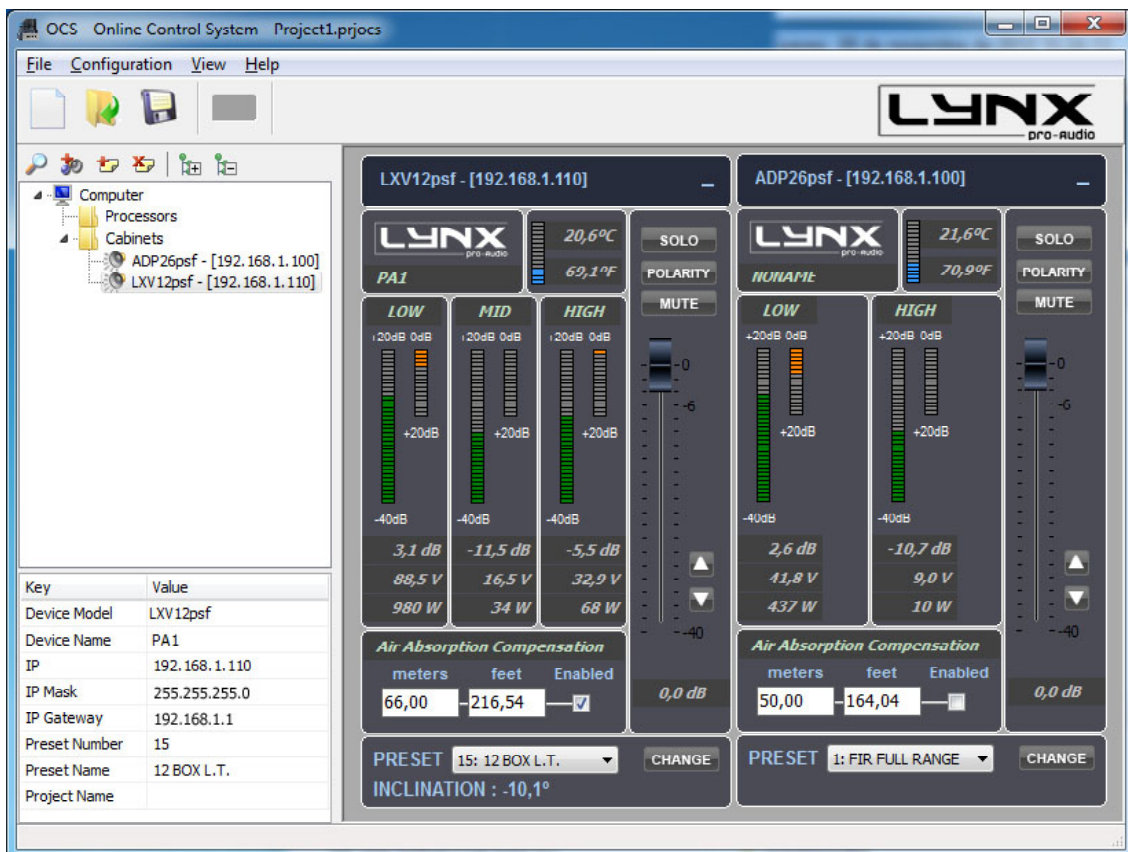 OCS Online Control System Project1.prjocs
File Configuration View Help
LYNX
pro-audio
Computer
Processors
Cabinets
ADP26psf - [192.168.1.100]
LXV12psf - [192.168.1.110]
Key Value
Device Model LXV12psf
Device Name PA1
IP 192.168.1.110
IP Mask 255.255.255.0
IP Gateway 192.168.1.1
Preset Number 15
Preset Name 12 BOX L.T.
Project Name
LXV12psf - [192.168.1.110]
LYNX
pro-audio
20,6ºC
69,1ºF
PA1
SOLO
POLARITY
MUTE
LOW MID HIGH
+20dB 0dB +20dB 0dB +20dB 0dB
+20dB +20dB +20dB
-40dB -40dB -40dB
3,1 dB -11,5 dB -5,5 dB
88,5 V 16,5 V 32,9 V
980 W 34 W 68 W
0
-6
-40
0,0 dB
Air Absorption Compensation
meters feet Enabled
66,00 216,54
PRESET 15: 12 BOX L.T. CHANGE
INCLINATION : -10,1º
ADP26psf - [192.168.1.100]
LYNX
pro-audio
21,6ºC
70,9ºF
NONAME
SOLO
POLARITY
MUTE
LOW HIGH
+20dB 0dB +20dB 0dB
+20dB +20dB
-40dB -40dB
2,6 dB -10,7 dB
41,8 V 9,0 V
437 W 10 W
0
-6
-40
0,0 dB
Air Absorption Compensation
meters feet Enabled
50,00 164,04
PRESET 1: FIR FULL RANGE CHANGE